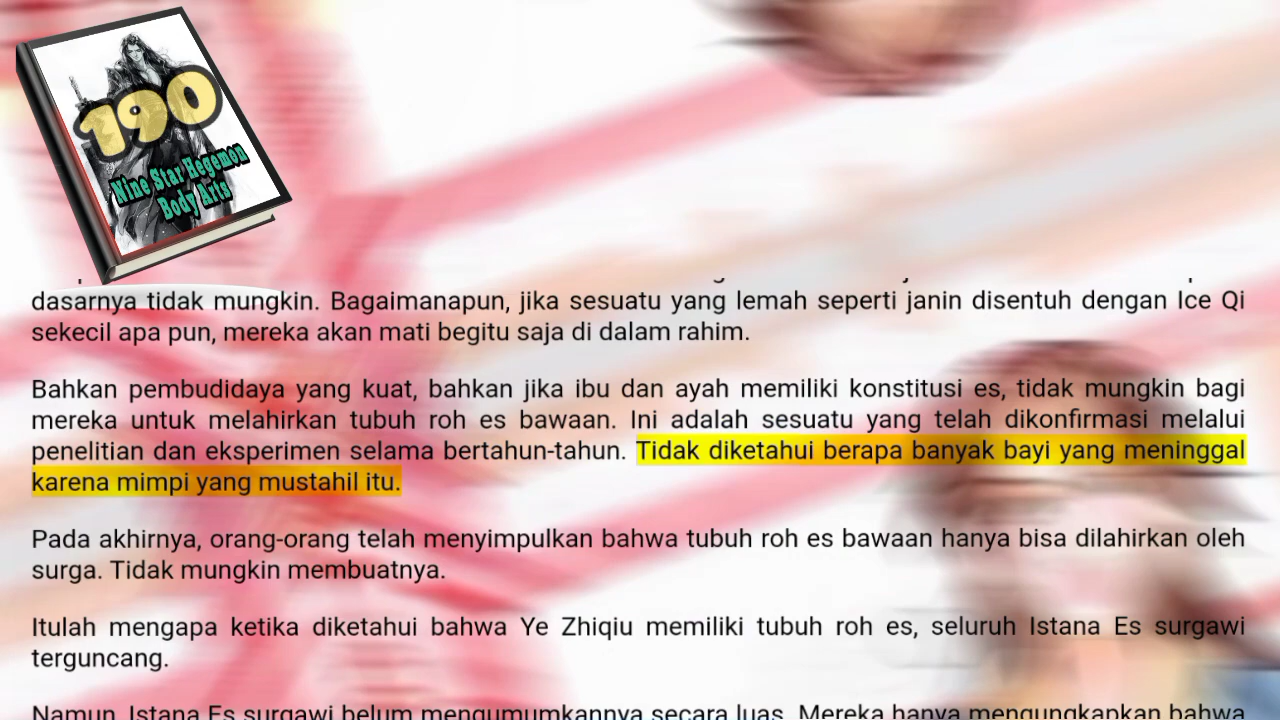 190
Nine Star Hegemon
Body Arts
dasarnya tidak mungkin. Bagaimanapun, jika sesuatu yang lemah seperti janin disentuh dengan Ice Qi
sekecil apa pun, mereka akan mati begitu saja di dalam rahim.
Bahkan pembudidaya yang kuat, bahkan jika ibu dan ayah memiliki konstitusi es, tidak mungkin bagi
mereka untuk melahirkan tubuh roh es bawaan. Ini adalah sesuatu yang telah dikonfirmasi melalui
penelitian dan eksperimen selama bertahun-tahun. Tidak diketahui berapa banyak bayi yang meninggal
karena mimpi yang mustahil itu.
Pada akhirnya, orang-orang telah menyimpulkan bahwa tubuh roh es bawaan hanya bisa dilahirkan oleh
surga. Tidak mungkin membuatnya.
Itulah mengapa ketika diketahui bahwa Ye Zhiqiu memiliki tubuh roh es, seluruh Istana Es surgawi
terguncang.
Namun, Istana Es surgawi belum mengumumkannya secara luas. Mereka hanya mengungkapkan bahwa